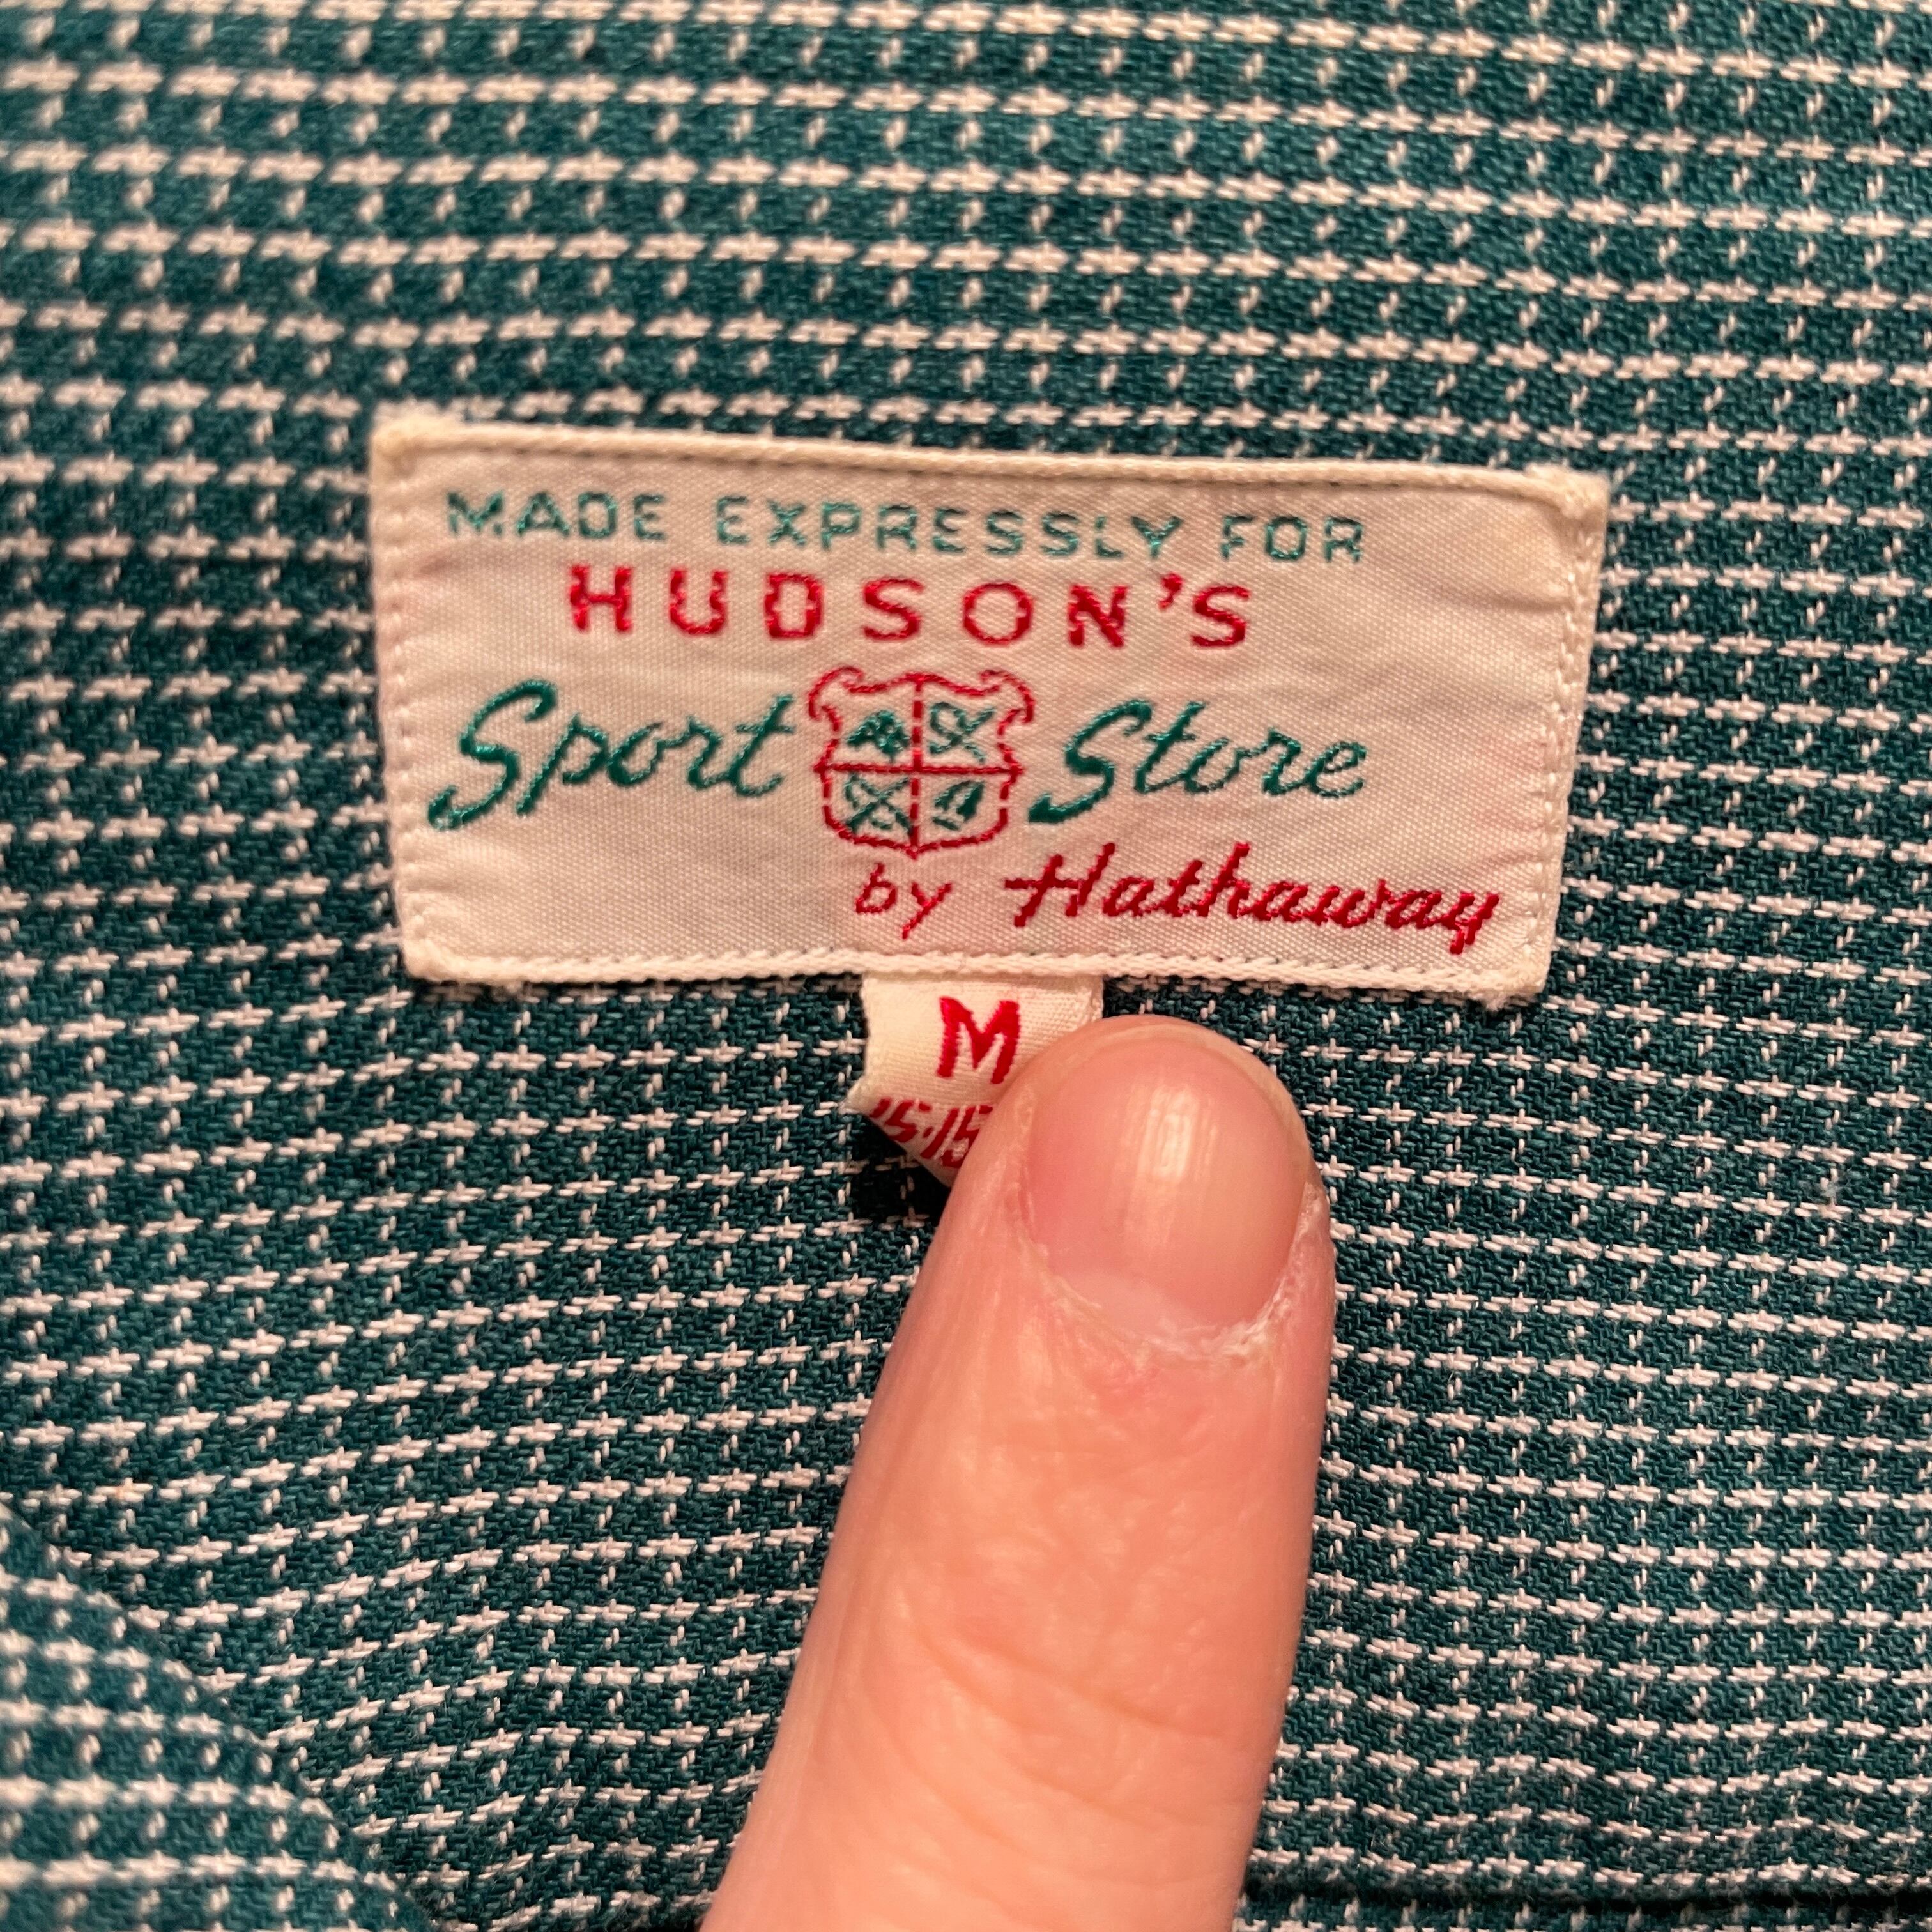 MADE EXPRESSLY FOR
HUDSON'S
Sport Store
by Hathaway
M